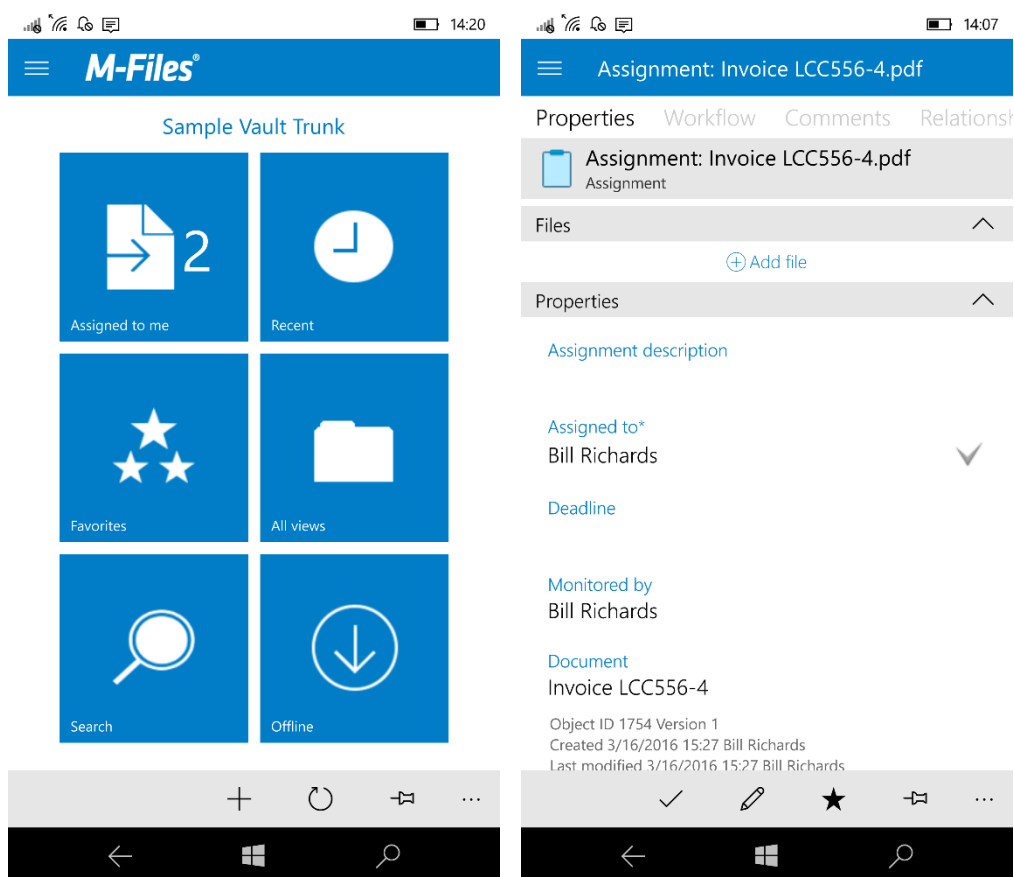 14:20
M-Files®
Sample Vault Trunk
2
Assigned to me
Recent
Favorites
All views
Search
Offline
...
14:07
Assignment: Invoice LCC556-4.pdf
Properties Workflow Comments Relationsh
Assignment: Invoice LCC556-4.pdf
Assignment
Files
Add file
Properties
Assignment description
Assigned to*
Bill Richards
Deadline
Monitored by
Bill Richards
Document
Invoice LCC556-4
Object ID 1754 Version 1
Created 3/16/2016 15:27 Bill Richards
Last modified 3/16/2016 15:27 Bill Richards
...